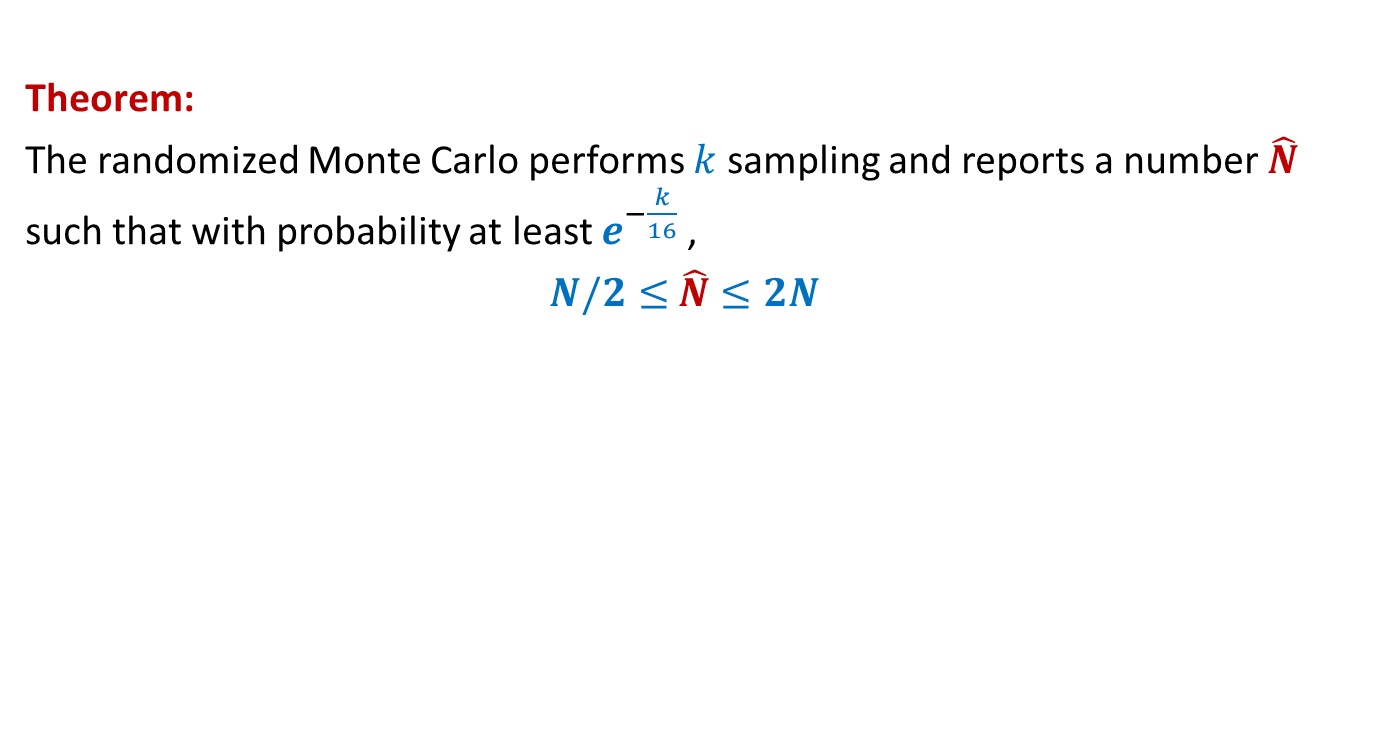 Theorem:
The randomized Monte Carlo performs k sampling and reports a number N̂
such that with probability at least e^{-k/16},
N/2 ≤ N̂ ≤ 2N